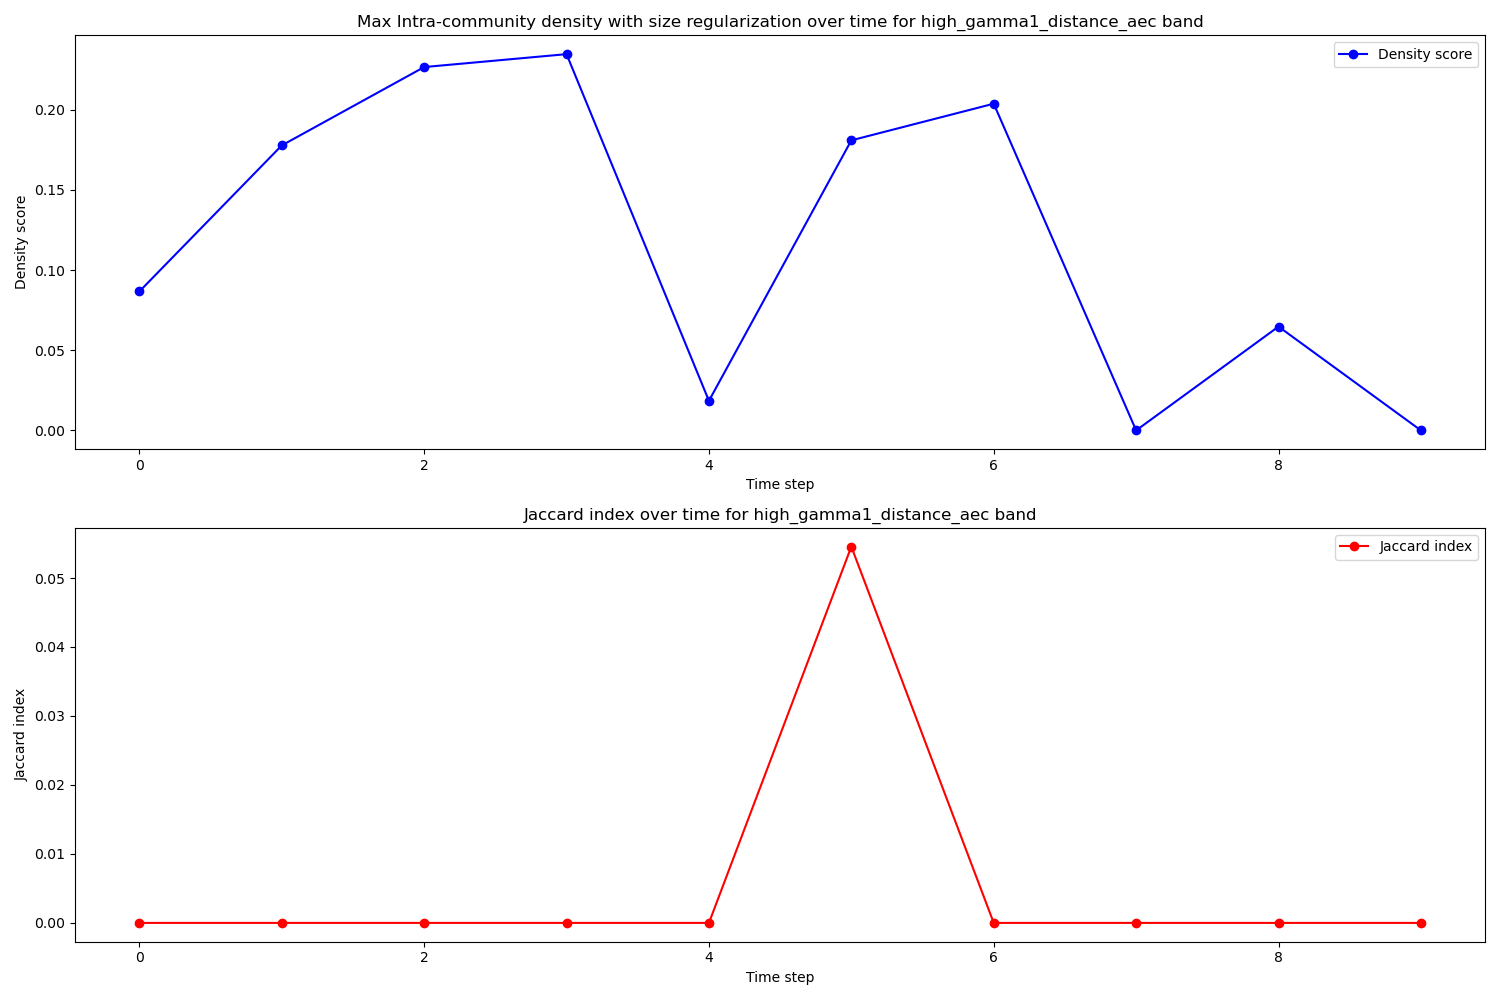 Max Intra-community density with size regularization over time for high_gamma1_distance_aec band
Density score
Density score
0.20
0.15
0.10
0.05
0.00
0 2 4 6 8
Time step
Jaccard index over time for high_gamma1_distance_aec band
Jaccard index
Jaccard index
0.05
0.04
0.03
0.02
0.01
0.00
0 2 4 6 8
Time step